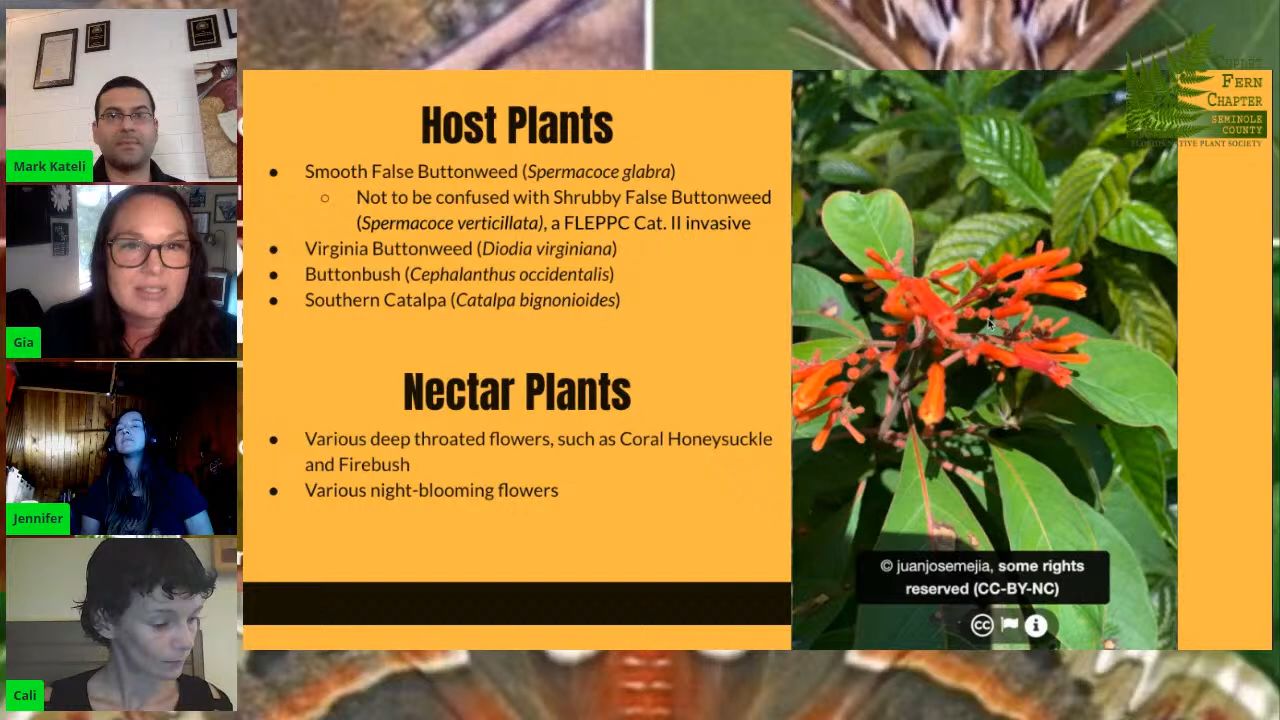 Mark Kateli
Gia
Jennifer
Cali
Host Plants
● Smooth False Buttonweed (Spermacoce glabra)
○ Not to be confused with Shrubby False Buttonweed
(Spermacoce verticillata), a FLEPPC Cat. II invasive
● Virginia Buttonweed (Diodia virginiana)
● Buttonbush (Cephalanthus occidentalis)
● Southern Catalpa (Catalpa bignonioides)
Nectar Plants
● Various deep throated flowers, such as Coral Honeysuckle
and Firebush
● Various night-blooming flowers
© juanjosemejia, some rights
reserved (CC-BY-NC)
CC
Fern
Chapter
Seminole
County
Plant Society